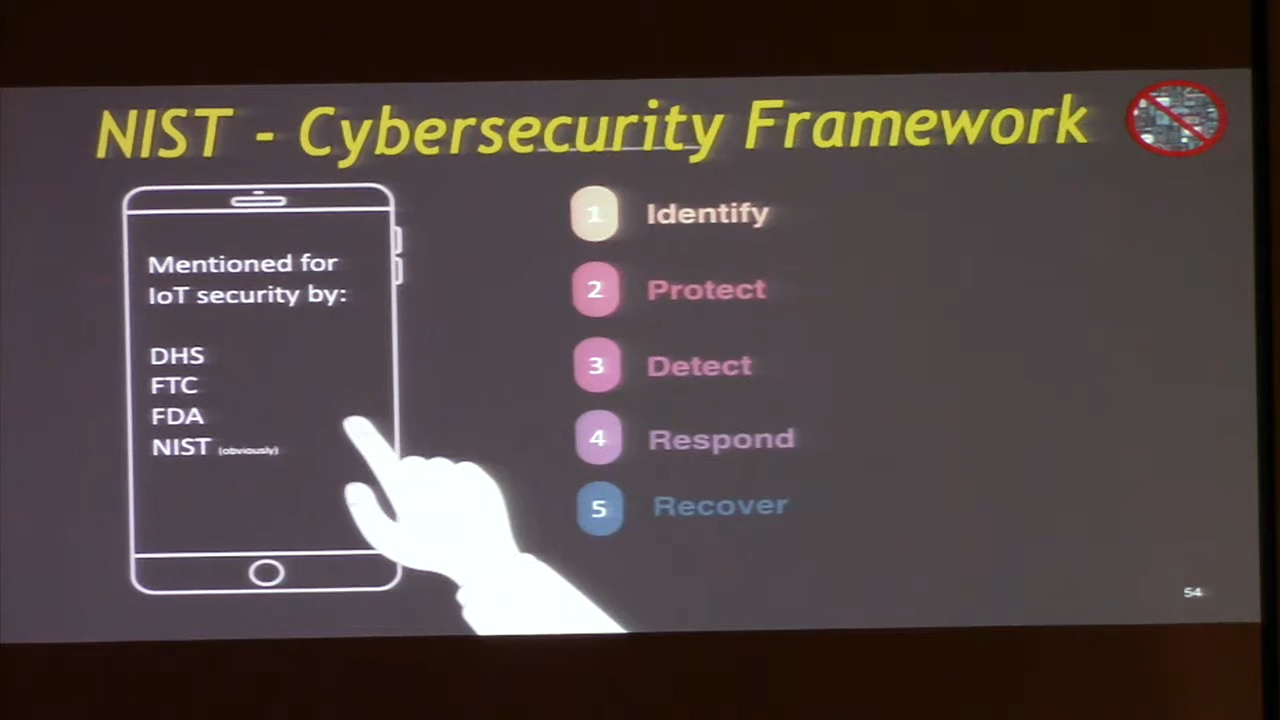 NIST - Cybersecurity Framework
Mentioned for
IoT security by:
DHS
FTC
FDA
NIST (obviously)
1 Identify
2 Protect
3 Detect
4 Respond
5 Recover
54